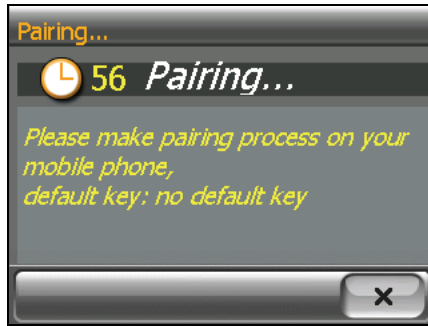 Pairing...
56 Pairing...
Please make pairing process on your
mobile phone,
default key: no default key